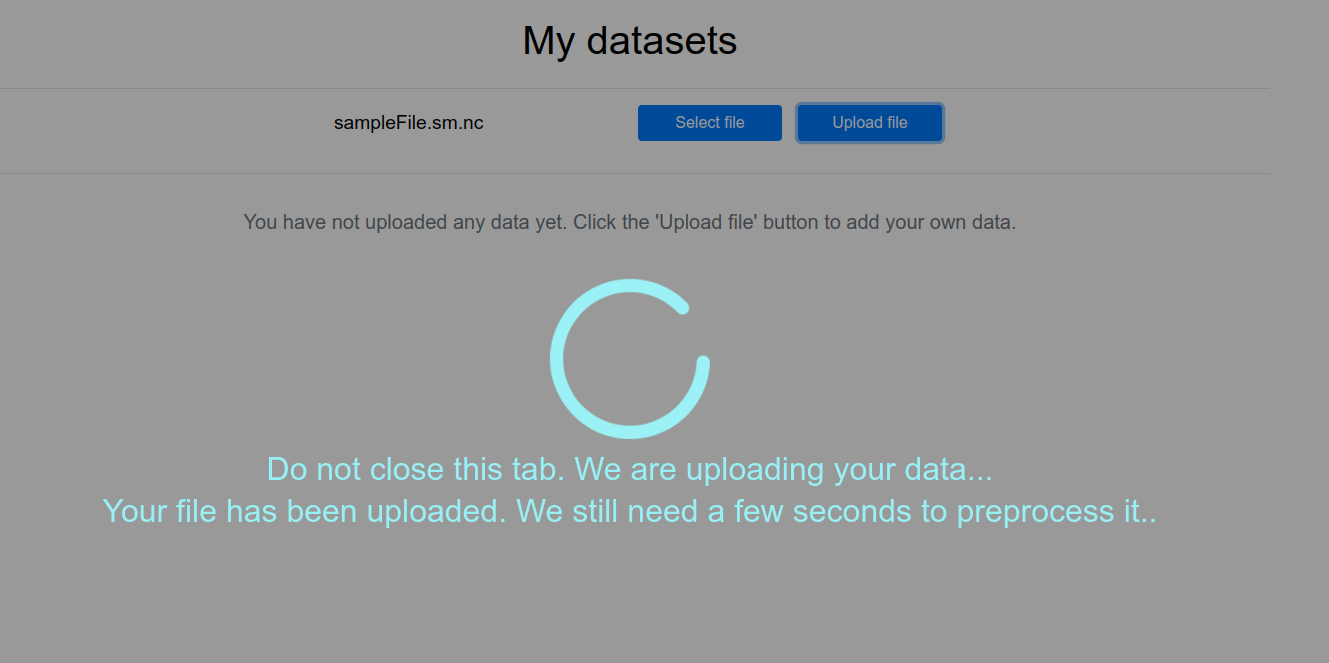 My datasets
sampleFile.sm.nc Select file Upload file
You have not uploaded any data yet. Click the 'Upload file' button to add your own data.
Do not close this tab. We are uploading your data...
Your file has been uploaded. We still need a few seconds to preprocess it..